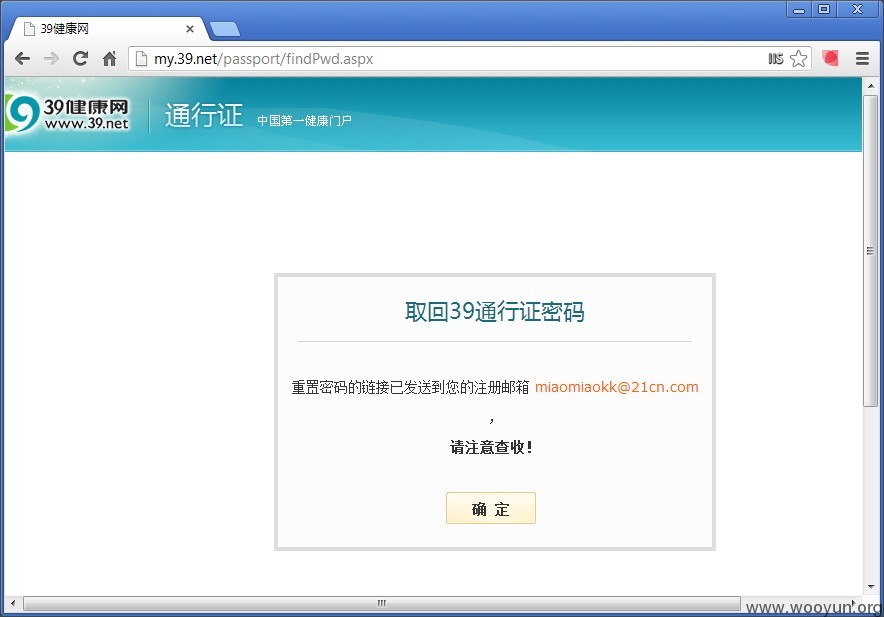 39健康网
my.39.net/passport/findPwd.aspx
39健康网
www.39.net
通行证
中国第一健康门户
取回39通行证密码
重置密码的链接已发送到您的注册邮箱 miaomiaokk@21cn.com
，
请注意查收！
确 定
www.wooyun.org